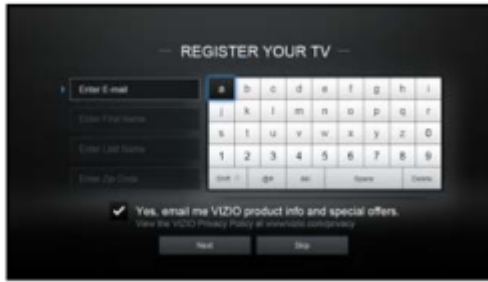 REGISTER YOUR TV
Enter E-mail
Enter First Name
Enter Last Name
Enter Zip Code
a b c d e f g h i
j k l m n o p q r
s t u v w x y z 0
1 2 3 4 5 6 7 8 9
Shift @# Space Delete
Yes, email me VIZIO product info and special offers.
View the VIZIO Privacy Policy at www.vizio.com/privacy
Next Skip